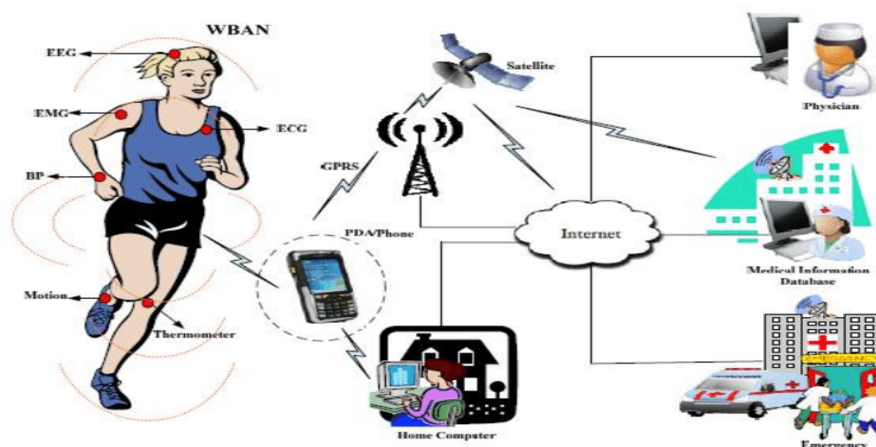 WBAN
EEG
EMG
ECG
BP
Motion
Thermometer
Satellite
GPRS
PDA/Phone
Internet
Home Computer
Physician
Medical Information
Database
EMERGENCY
Emergency